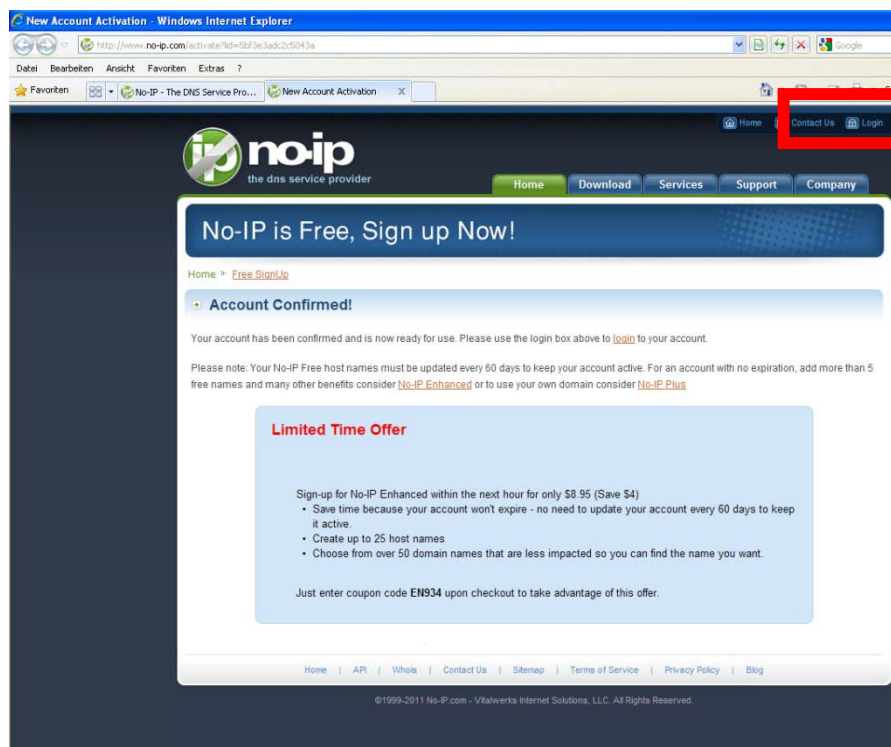 New Account Activation - Windows Internet Explorer
http://www.no-ip.com/activate?lid=5bf3e3adc2c5043a
Google
Datei Bearbeiten Ansicht Favoriten Extras ?
Favoriten
No-IP - The DNS Service Pro...
New Account Activation
X
Home
Contact Us
Login
no-ip
the dns service provider
Home
Download
Services
Support
Company
No-IP is Free, Sign up Now!
Home
Free SignUp
Account Confirmed!
Your account has been confirmed and is now ready for use. Please use the login box above to login to your account.
Please note: Your No-IP Free host names must be updated every 60 days to keep your account active. For an account with no expiration, add more than 5
free names and many other benefits consider No-IP Enhanced or to use your own domain consider No-IP Plus
Limited Time Offer
Sign-up for No-IP Enhanced within the next hour for only $8.95 (Save $4)
• Save time because your account won't expire - no need to update your account every 60 days to keep
it active.
• Create up to 25 host names
• Choose from over 50 domain names that are less impacted so you can find the name you want.
Just enter coupon code EN934 upon checkout to take advantage of this offer.
Home | API | Whois | Contact Us | Sitemap | Terms of Service | Privacy Policy | Blog
©1999-2011 No-IP.com - Vitalwerks Internet Solutions, LLC. All Rights Reserved.